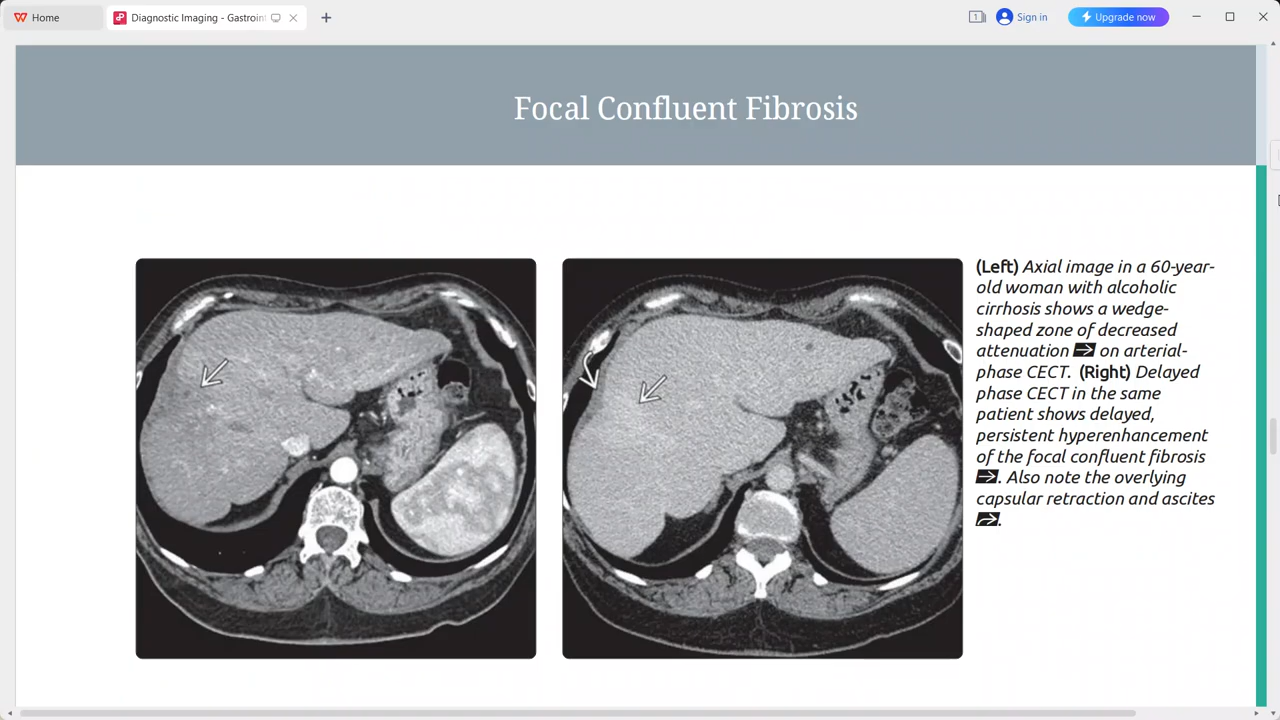 Home
Diagnostic Imaging - Gastroint
1
Sign in
Upgrade now
Focal Confluent Fibrosis
(Left) Axial image in a 60-year-
old woman with alcoholic
cirrhosis shows a wedge-
shaped zone of decreased
attenuation on arterial-
phase CECT. (Right) Delayed
phase CECT in the same
patient shows delayed,
persistent hyperenhancement
of the focal confluent fibrosis
. Also note the overlying
capsular retraction and ascites
.